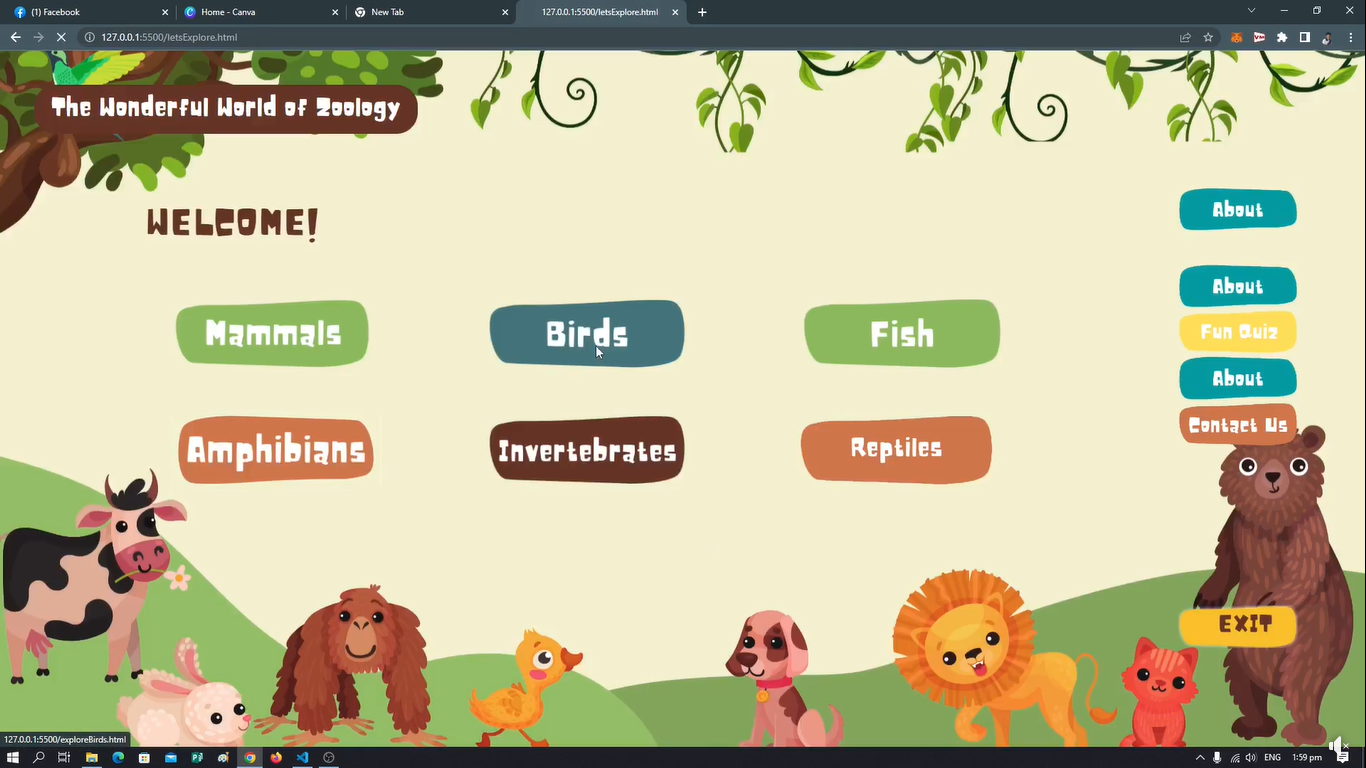 (1) Facebook
Home - Canva
New Tab
127.0.0.1:5500/letsExplore.html
127.0.0.1:5500/letsExplore.html
The Wonderful World of Zoology
WELCOME!
About
About
Fun Quiz
About
Contact Us
Mammals
Birds
Fish
Amphibians
Invertebrates
Reptiles
EXIT
127.0.0.1:5500/exploreBirds.html
ENG
1:59 pm